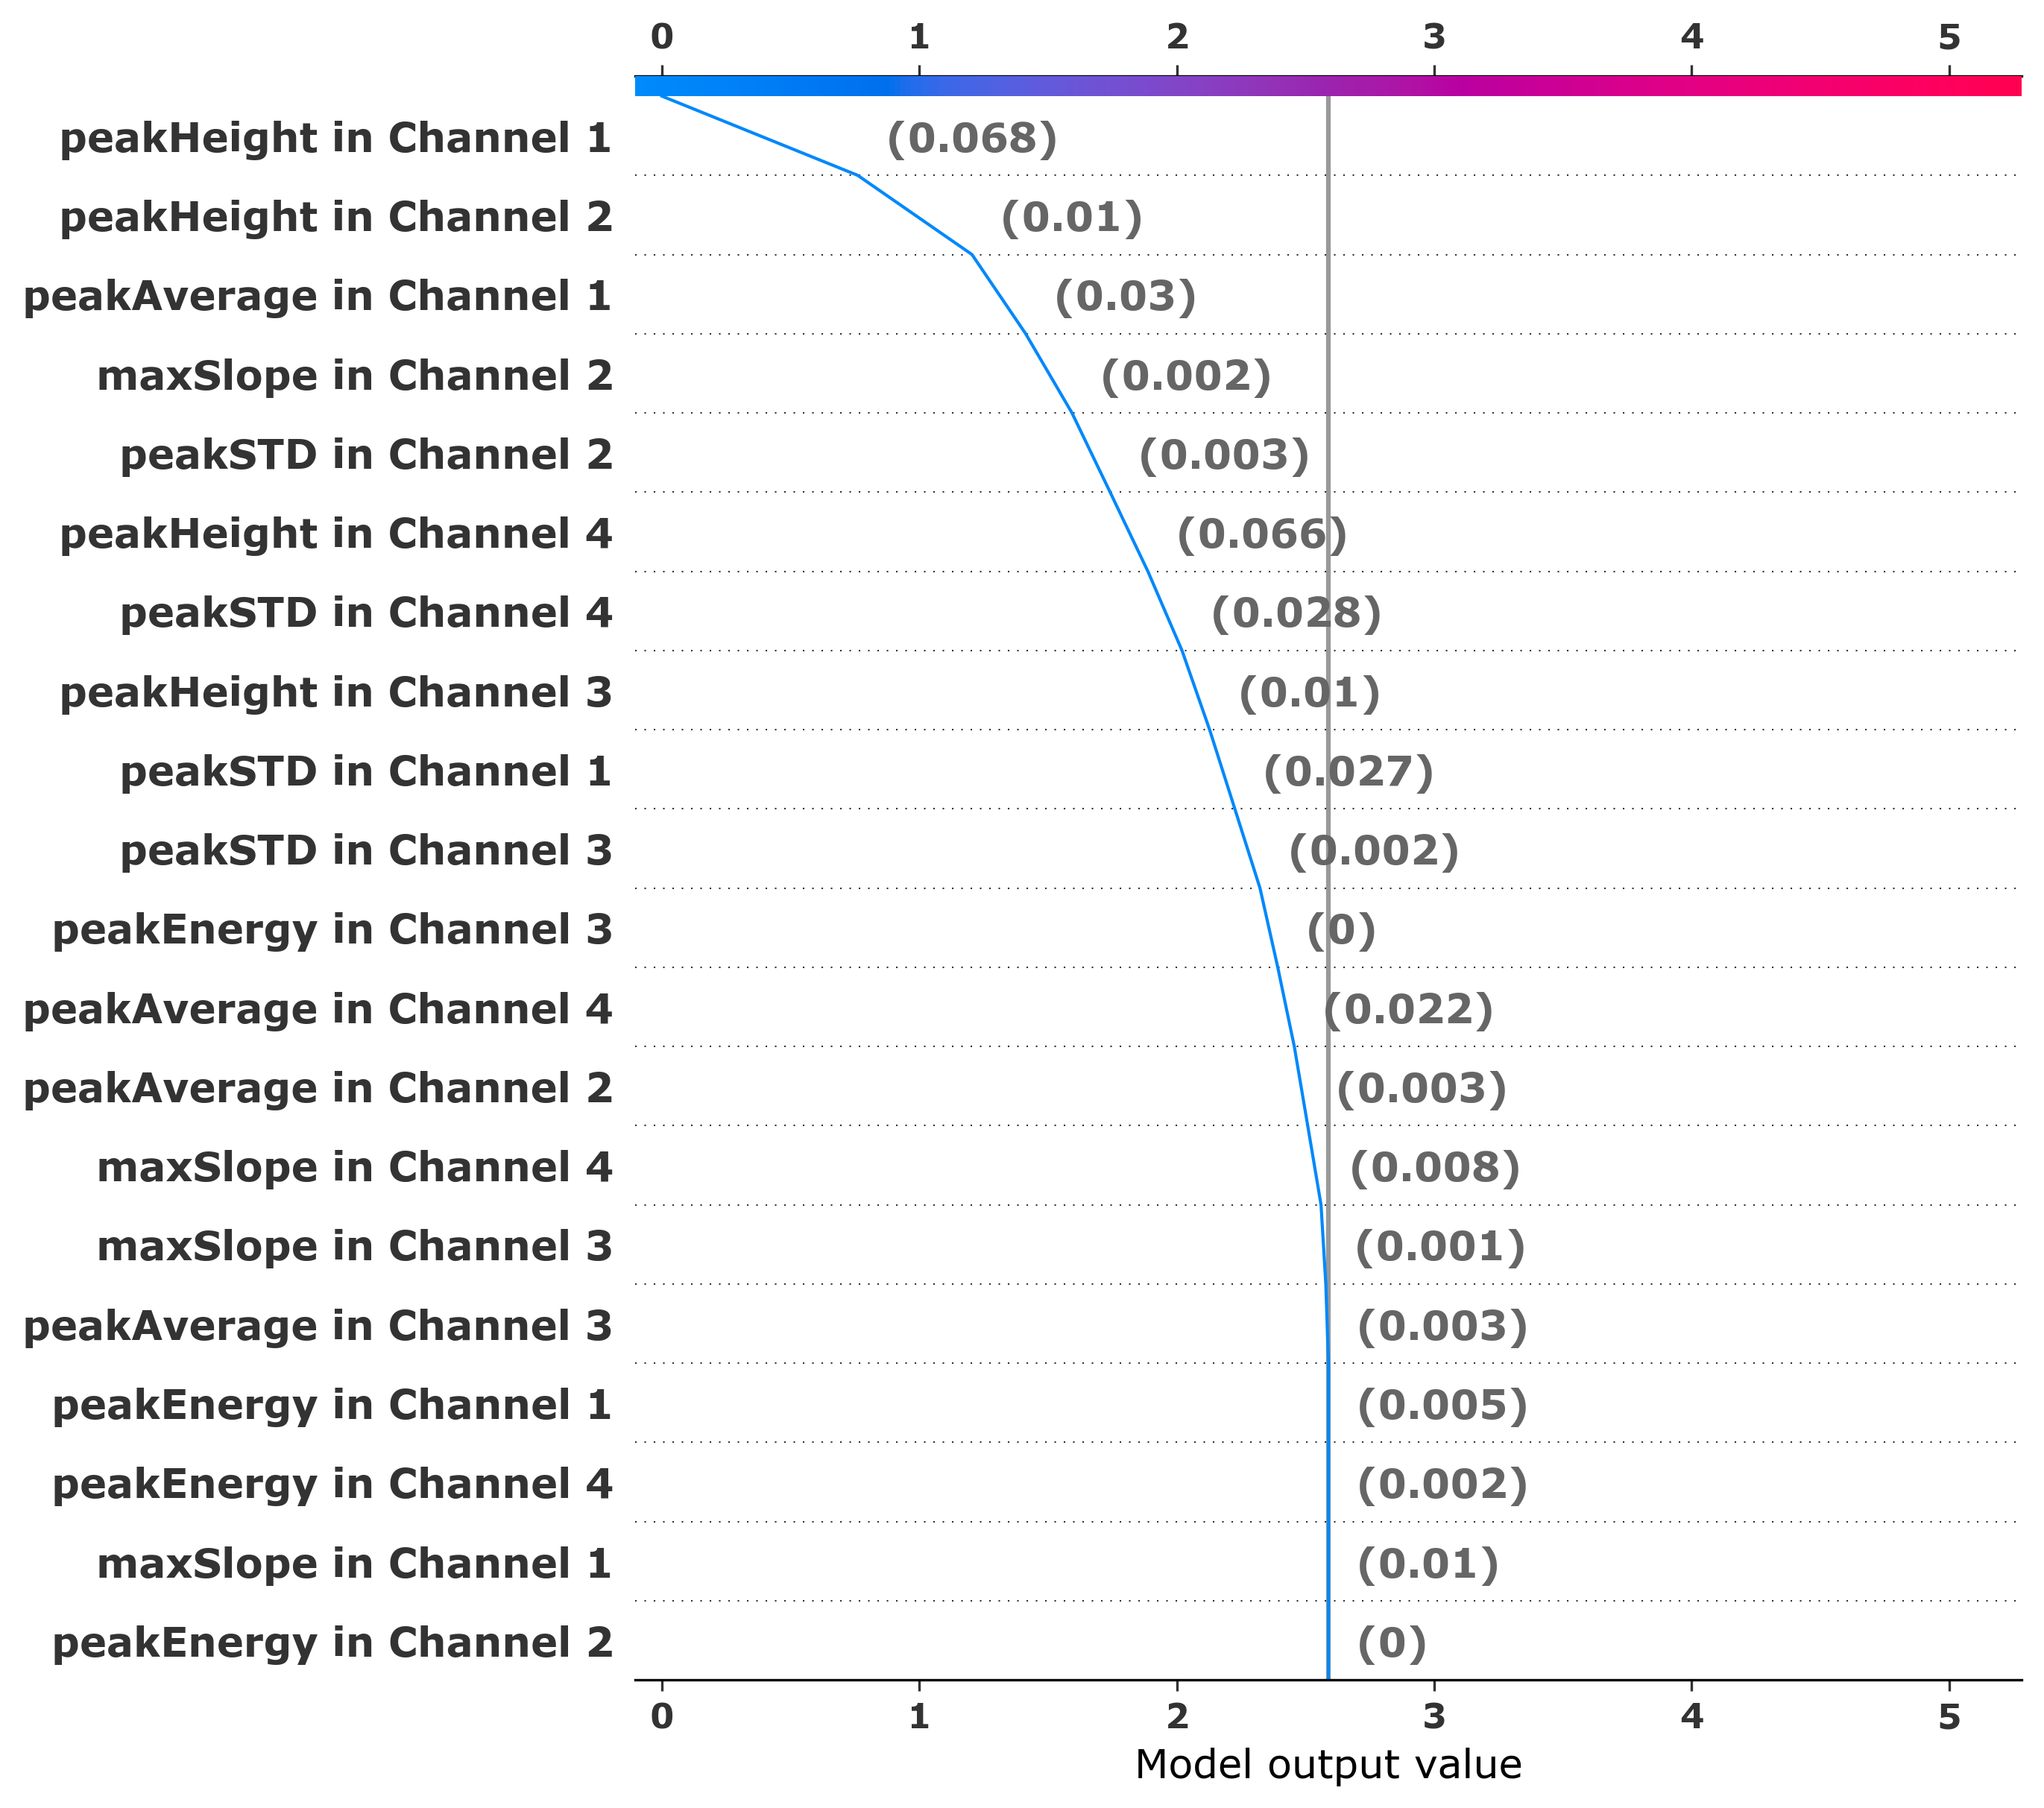 0 1 2 3 4 5
peakHeight in Channel 1 (0.068)
peakHeight in Channel 2 (0.01)
peakAverage in Channel 1 (0.03)
maxSlope in Channel 2 (0.002)
peakSTD in Channel 2 (0.003)
peakHeight in Channel 4 (0.066)
peakSTD in Channel 4 (0.028)
peakHeight in Channel 3 (0.01)
peakSTD in Channel 1 (0.027)
peakSTD in Channel 3 (0.002)
peakEnergy in Channel 3 (0)
peakAverage in Channel 4 (0.022)
peakAverage in Channel 2 (0.003)
maxSlope in Channel 4 (0.008)
maxSlope in Channel 3 (0.001)
peakAverage in Channel 3 (0.003)
peakEnergy in Channel 1 (0.005)
peakEnergy in Channel 4 (0.002)
maxSlope in Channel 1 (0.01)
peakEnergy in Channel 2 (0)
0 1 2 3 4 5
Model output value